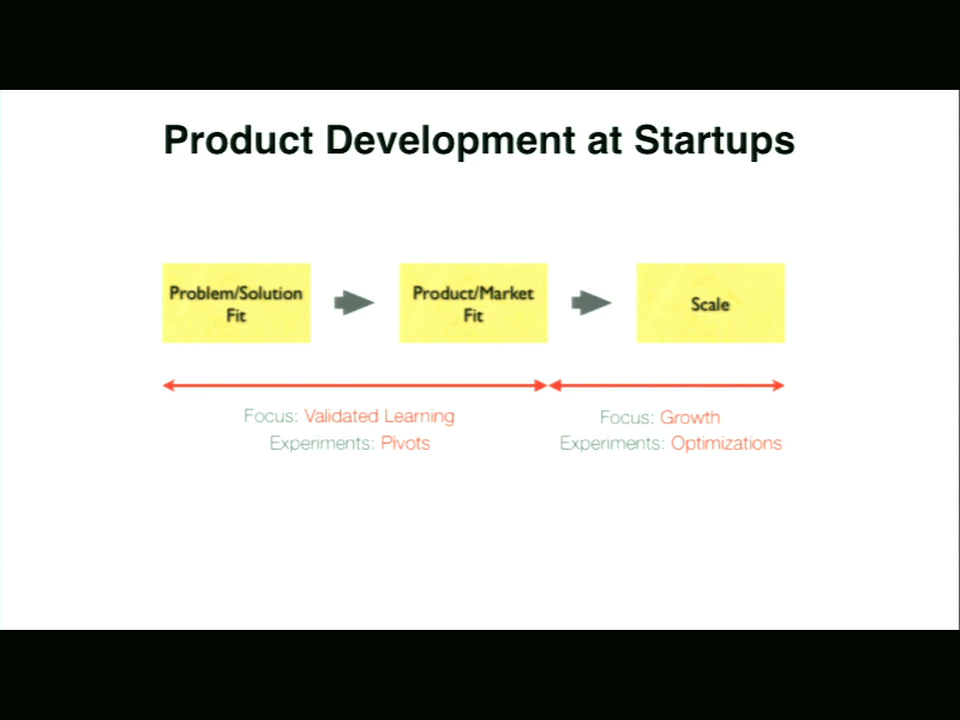 Product Development at Startups
Problem/Solution
Fit
Product/Market
Fit
Scale
Focus: Validated Learning
Experiments: Pivots
Focus: Growth
Experiments: Optimizations